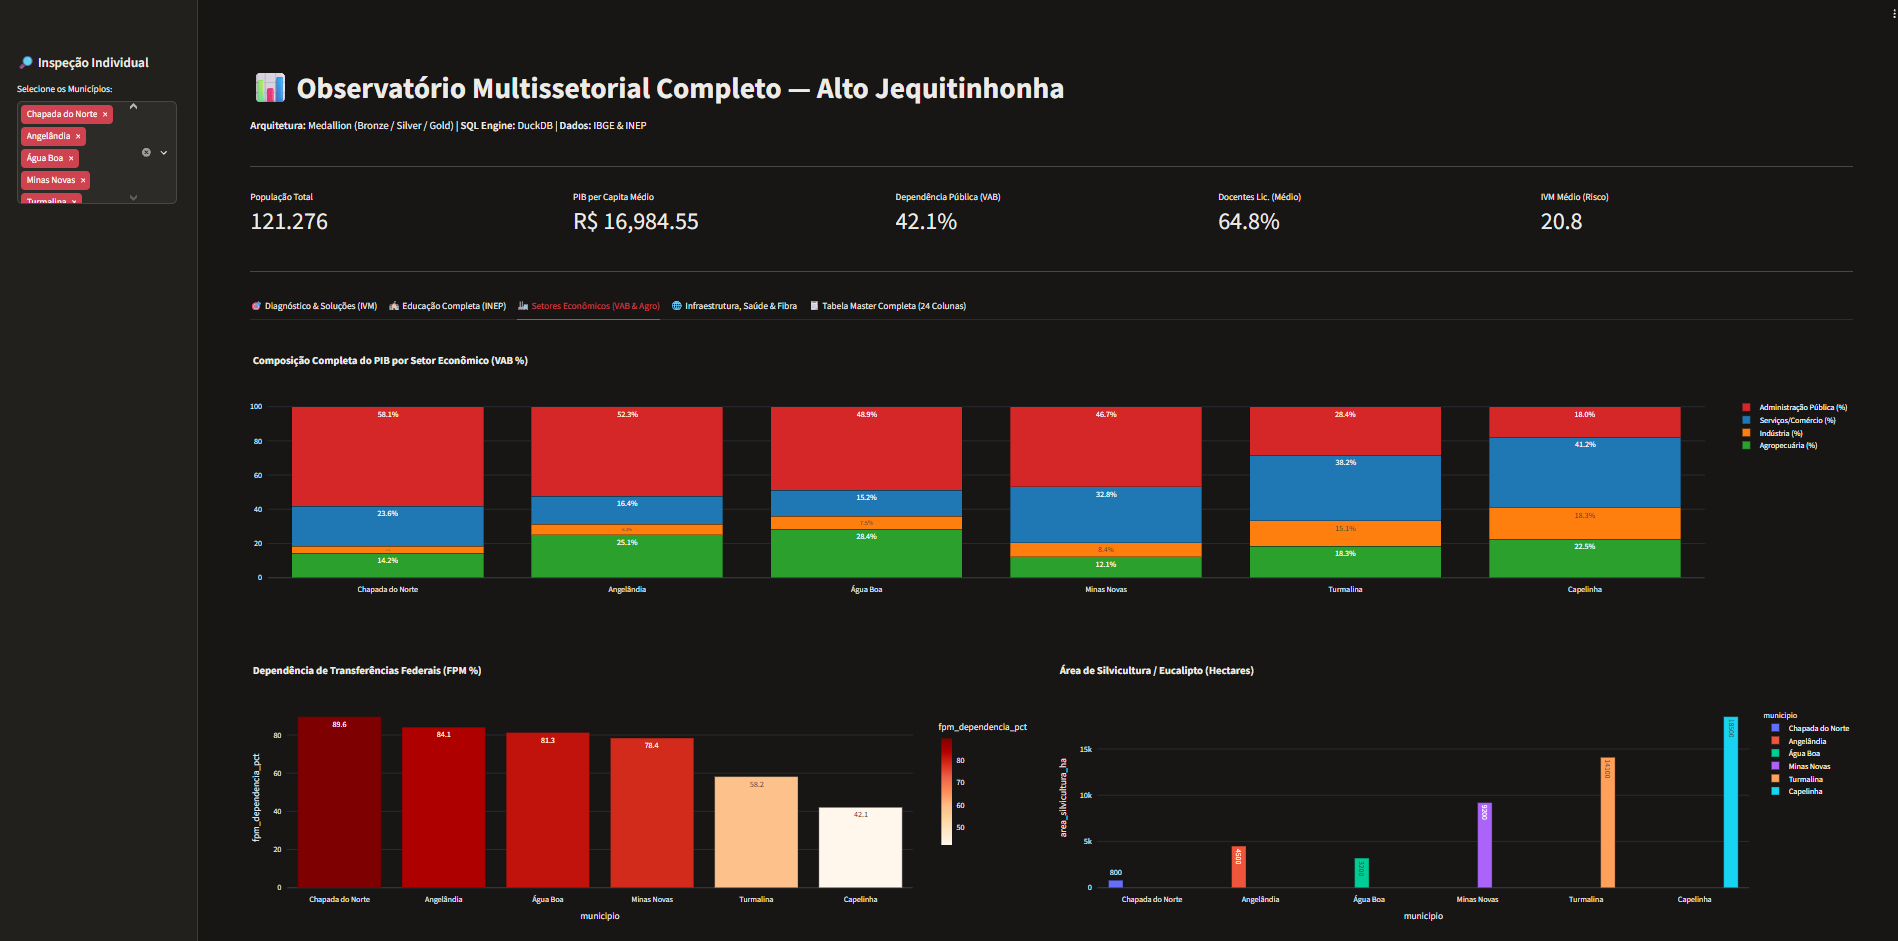 Inspeção Individual
Selecione os Municípios:
Chapada do Norte ×
Angelândia ×
Água Boa ×
Minas Novas ×
Turmalina ×
Observatório Multissetorial Completo — Alto Jequitinhonha
Arquitetura: Medallion (Bronze / Silver / Gold) | SQL Engine: DuckDB | Dados: IBGE & INEP
População Total
121.276
PIB per Capita Médio
R$ 16,984.55
Dependência Pública (VAB)
42.1%
Docentes Lic. (Médio)
64.8%
IVM Médio (Risco)
20.8
Diagnóstico & Soluções (IVM)
Educação Completa (INEP)
Setores Econômicos (VAB & Agro)
Infraestrutura, Saúde & Fibra
Tabela Master Completa (24 Colunas)
Composição Completa do PIB por Setor Econômico (VAB %)
100
80
60
40
20
0
58.1%
52.3%
48.9%
46.7%
28.4%
18.0%
23.6%
16.4%
15.2%
32.8%
38.2%
41.2%
7.5%
8.4%
15.1%
18.3%
14.2%
25.1%
28.4%
12.1%
18.3%
22.5%
Chapada do Norte
Angelândia
Água Boa
Minas Novas
Turmalina
Capelinha
Administração Pública (%)
Serviços/Comércio (%)
Indústria (%)
Agropecuária (%)
Dependência de Transferências Federais (FPM %)
fpm_dependencia_pct
80
60
40
20
0
89.6
84.1
81.3
78.4
58.2
42.1
Chapada do Norte
Angelândia
Água Boa
Minas Novas
Turmalina
Capelinha
municipio
fpm_dependencia_pct
80
70
60
50
Área de Silvicultura / Eucalipto (Hectares)
area_silvicultura_ha
15k
10k
5k
0
800
4500
3200
9200
14100
18500
Chapada do Norte
Angelândia
Água Boa
Minas Novas
Turmalina
Capelinha
municipio
municipio
Chapada do Norte
Angelândia
Água Boa
Minas Novas
Turmalina
Capelinha